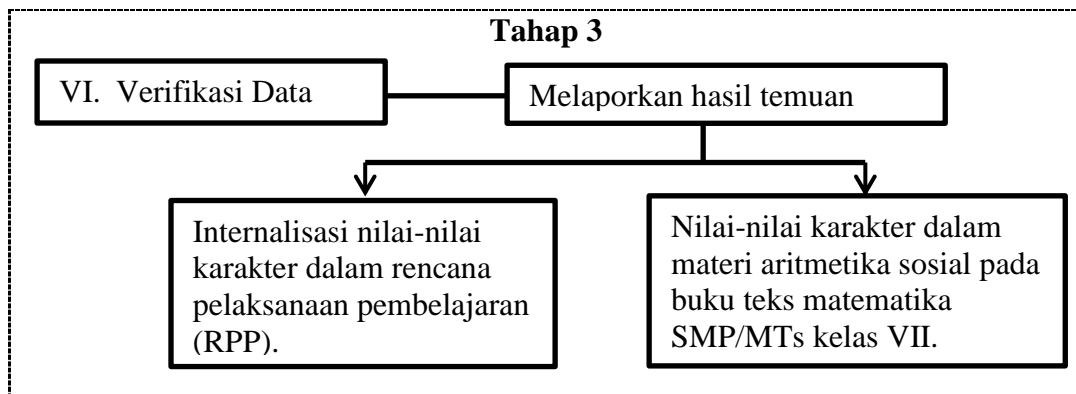 Tahap 3
VI. Verifikasi Data
Melaporkan hasil temuan
Internalisasi nilai-nilai
karakter dalam rencana
pelaksanaan pembelajaran
(RPP).
Nilai-nilai karakter dalam
materi aritmetika sosial pada
buku teks matematika
SMP/MTs kelas VII.